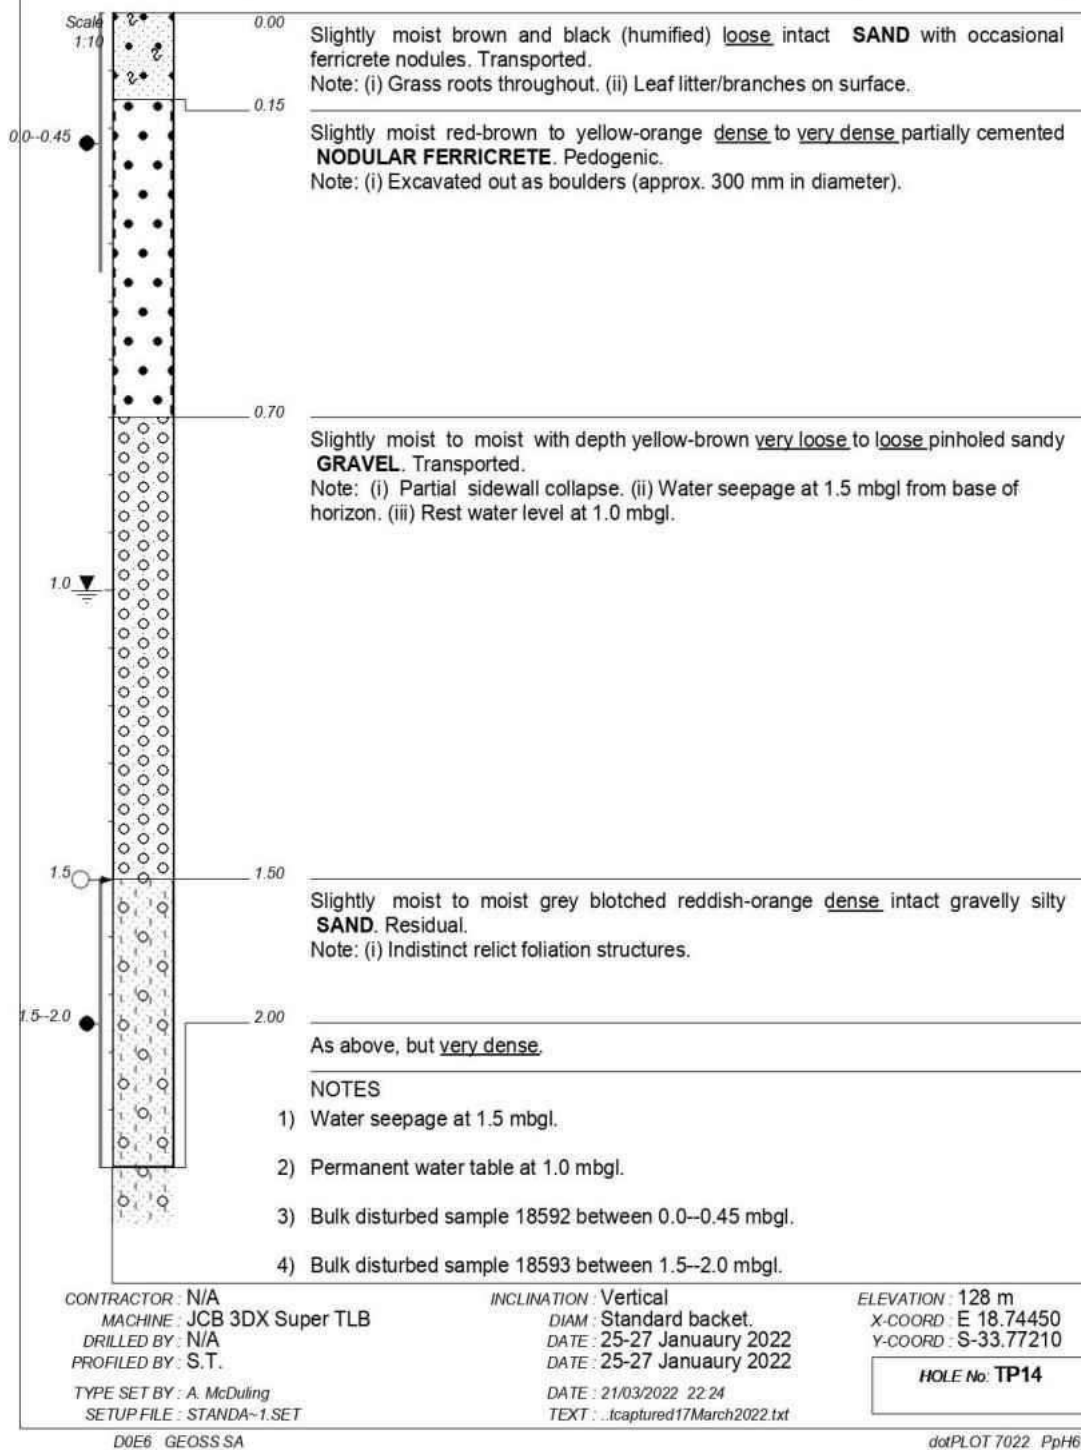 Scale
1:10
0.00
Slightly moist brown and black (humified) loose intact SAND with occasional
ferricrete nodules. Transported.
Note: (i) Grass roots throughout. (ii) Leaf litter/branches on surface.
0.15
0.0--0.45
Slightly moist red-brown to yellow-orange dense to very dense partially cemented
NODULAR FERRICRETE. Pedogenic.
Note: (i) Excavated out as boulders (approx. 300 mm in diameter).
0.70
Slightly moist to moist with depth yellow-brown very loose to loose pinholed sandy
GRAVEL. Transported.
Note: (i) Partial sidewall collapse. (ii) Water seepage at 1.5 mbgl from base of
horizon. (iii) Rest water level at 1.0 mbgl.
1.0
1.5
1.50
Slightly moist to moist grey blotched reddish-orange dense intact gravelly silty
SAND. Residual.
Note: (i) Indistinct relict foliation structures.
1.5--2.0
2.00
As above, but very dense.
NOTES
1) Water seepage at 1.5 mbgl.
2) Permanent water table at 1.0 mbgl.
3) Bulk disturbed sample 18592 between 0.0--0.45 mbgl.
4) Bulk disturbed sample 18593 between 1.5--2.0 mbgl.
CONTRACTOR : N/A
MACHINE : JCB 3DX Super TLB
DRILLED BY : N/A
PROFILED BY : S.T.
TYPE SET BY : A. McDuling
SETUP FILE : STANDA~1.SET
INCLINATION : Vertical
DIAM : Standard backet.
DATE : 25-27 Januaury 2022
DATE : 25-27 Januaury 2022
DATE : 21/03/2022 22:24
TEXT : ..tcaptured17March2022.txt
ELEVATION : 128 m
X-COORD : E 18.74450
Y-COORD : S-33.77210
HOLE No: TP14
D0E6 GEOSS SA
dotPLOT 7022 PpH6